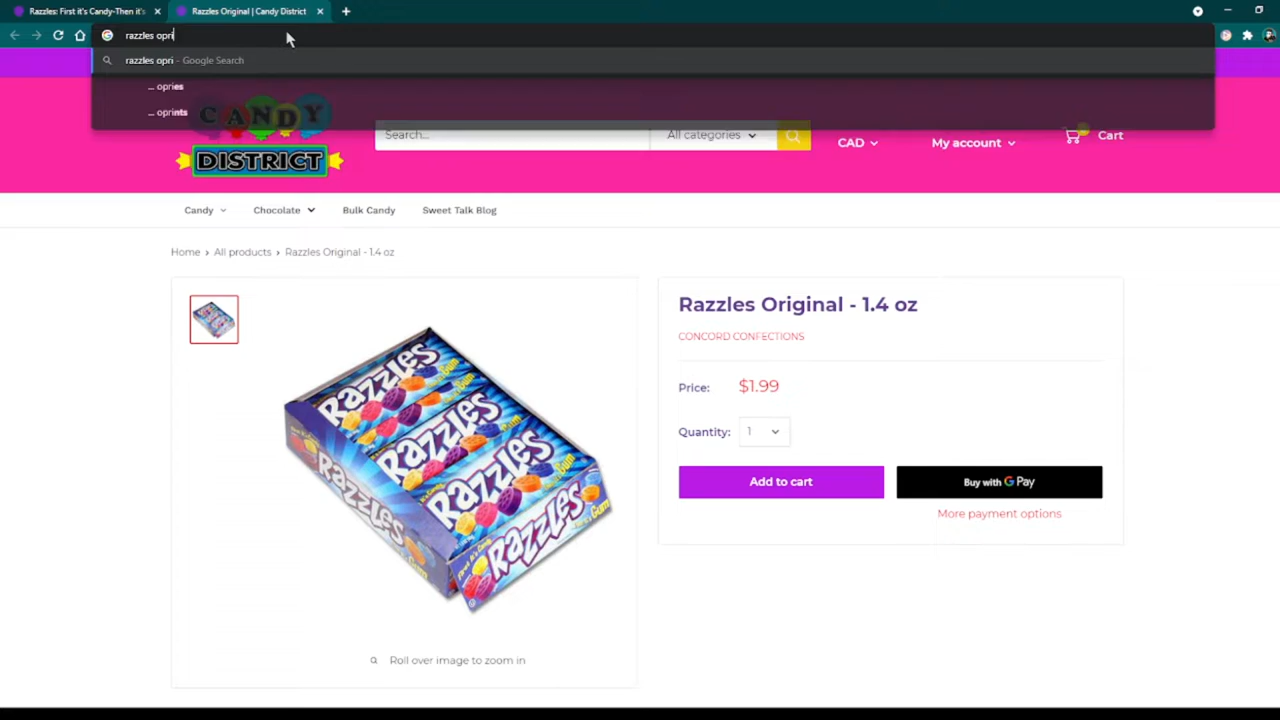 Razzles: First it's Candy-Then it's
Razzles Original | Candy District
razzles opri
razzles opri - Google Search
... opries
... oprints
CANDY
DISTRICT
Search...
All categories
CAD
My account
Cart
Candy
Chocolate
Bulk Candy
Sweet Talk Blog
Home › All products › Razzles Original - 1.4 oz
Razzles Original - 1.4 oz
CONCORD CONFECTIONS
Price: $1.99
Quantity: 1
Add to cart
Buy with G Pay
More payment options
Razzles
Razzles
Razzles
Razzles
Razzles
Roll over image to zoom in